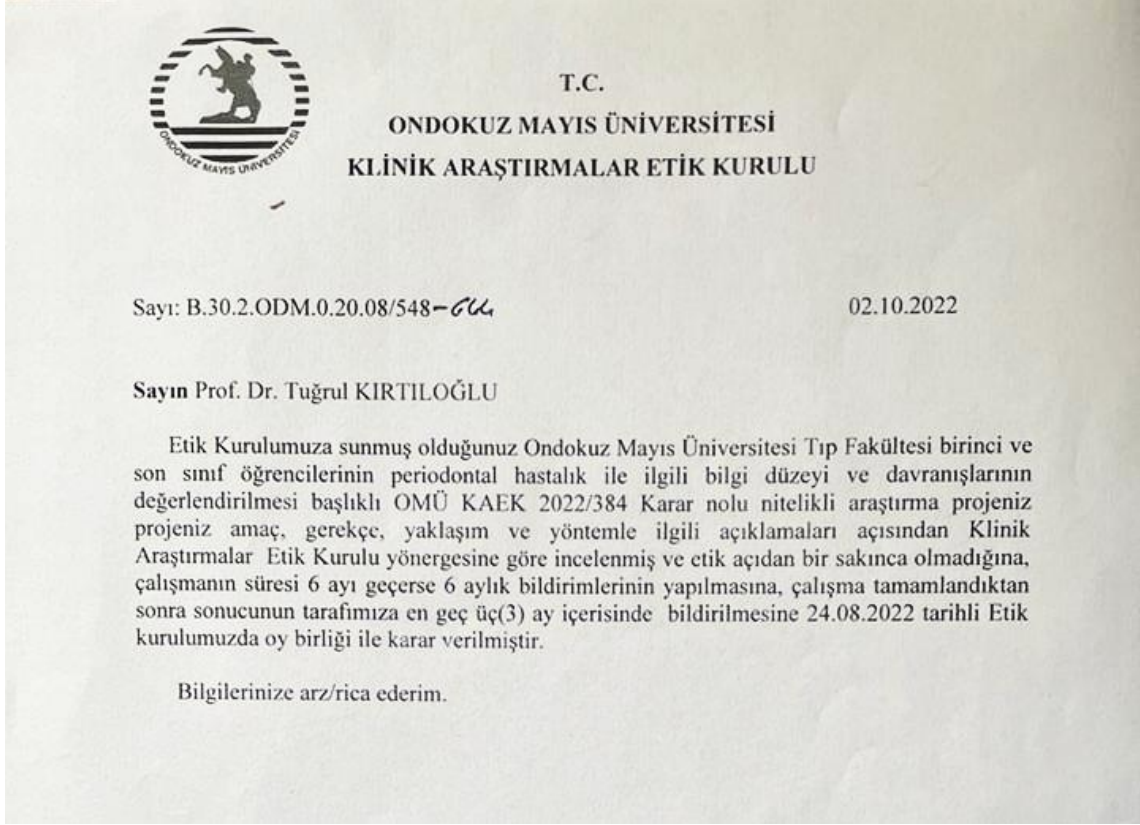 T.C.
ONDOKUZ MAYIS ÜNİVERSİTESİ
KLİNİK ARAŞTIRMALAR ETİK KURULU
ONDOKUZ MAYIS ÜNİVERSİTESİ
Sayı: B.30.2.ODM.0.20.08/548-
02.10.2022
Sayın Prof. Dr. Tuğrul KIRTILOĞLU
Etik Kurulumuza sunmuş olduğunuz Ondokuz Mayıs Üniversitesi Tıp Fakültesi birinci ve
son sınıf öğrencilerinin periodontal hastalık ile ilgili bilgi düzeyi ve davranışlarının
değerlendirilmesi başlıklı OMÜ KAEK 2022/384 Karar nolu nitelikli araştırma projeniz
projeniz amaç, gerekçe, yaklaşım ve yöntemle ilgili açıklamaları açısından Klinik
Araştırmalar Etik Kurulu yönergesine göre incelenmiş ve etik açıdan bir sakınca olmadığına,
çalışmanın süresi 6 ayı geçerse 6 aylık bildirimlerinin yapılmasına, çalışma tamamlandıktan
sonra sonucunun tarafımıza en geç üç(3) ay içerisinde bildirilmesine 24.08.2022 tarihli Etik
kurulumuzda oy birliği ile karar verilmiştir.
Bilgilerinize arz/rica ederim.